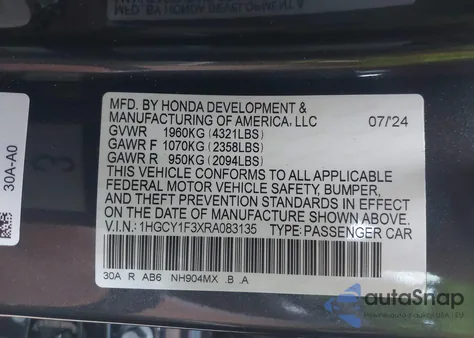 MFD. BY HONDA DEVELOPMENT &
MANUFACTURING OF AMERICA, LLC 07/'24
GVWR 1960KG (4321LBS)
GAWR F 1070KG (2358LBS)
GAWR R 950KG (2094LBS)
THIS VEHICLE CONFORMS TO ALL APPLICABLE
FEDERAL MOTOR VEHICLE SAFETY, BUMPER,
AND THEFT PREVENTION STANDARDS IN EFFECT
ON THE DATE OF MANUFACTURE SHOWN ABOVE.
V.I.N.: 1HGCY1F3XRA083135 TYPE: PASSENGER CAR
30A R AB6 NH904MX .B .A
30A-A0
autoSnap